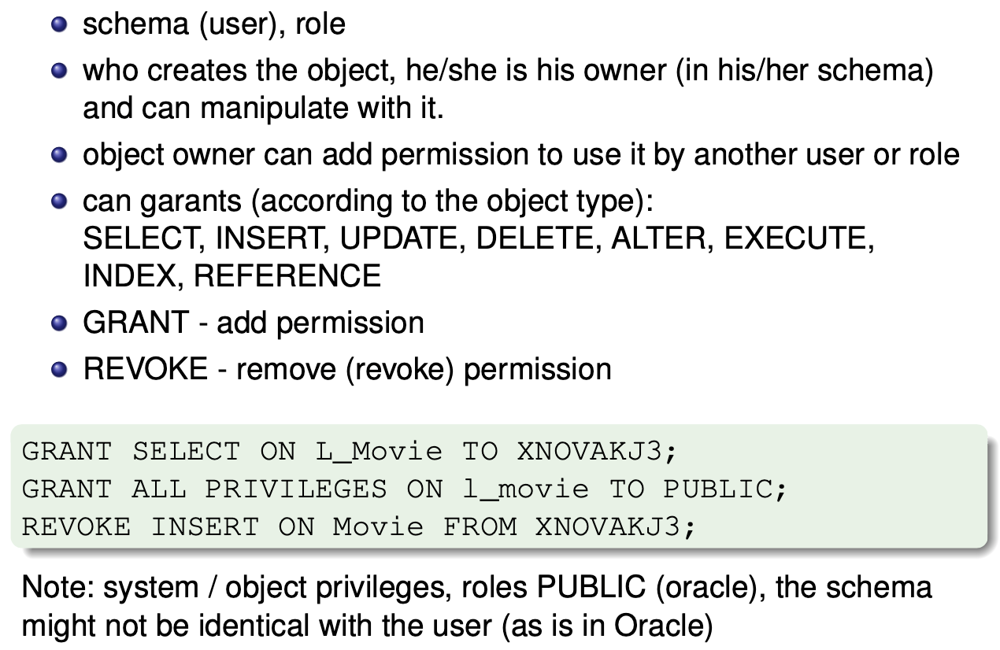 schema (user), role
who creates the object, he/she is his owner (in his/her schema)
and can manipulate with it.
object owner can add permission to use it by another user or role
can garants (according to the object type):
SELECT, INSERT, UPDATE, DELETE, ALTER, EXECUTE,
INDEX, REFERENCE
GRANT - add permission
REVOKE - remove (revoke) permission
GRANT SELECT ON L_Movie TO XNOVAKJ3;
GRANT ALL PRIVILEGES ON l_movie TO PUBLIC;
REVOKE INSERT ON Movie FROM XNOVAKJ3;
Note: system / object privileges, roles PUBLIC (oracle), the schema
might not be identical with the user (as is in Oracle)